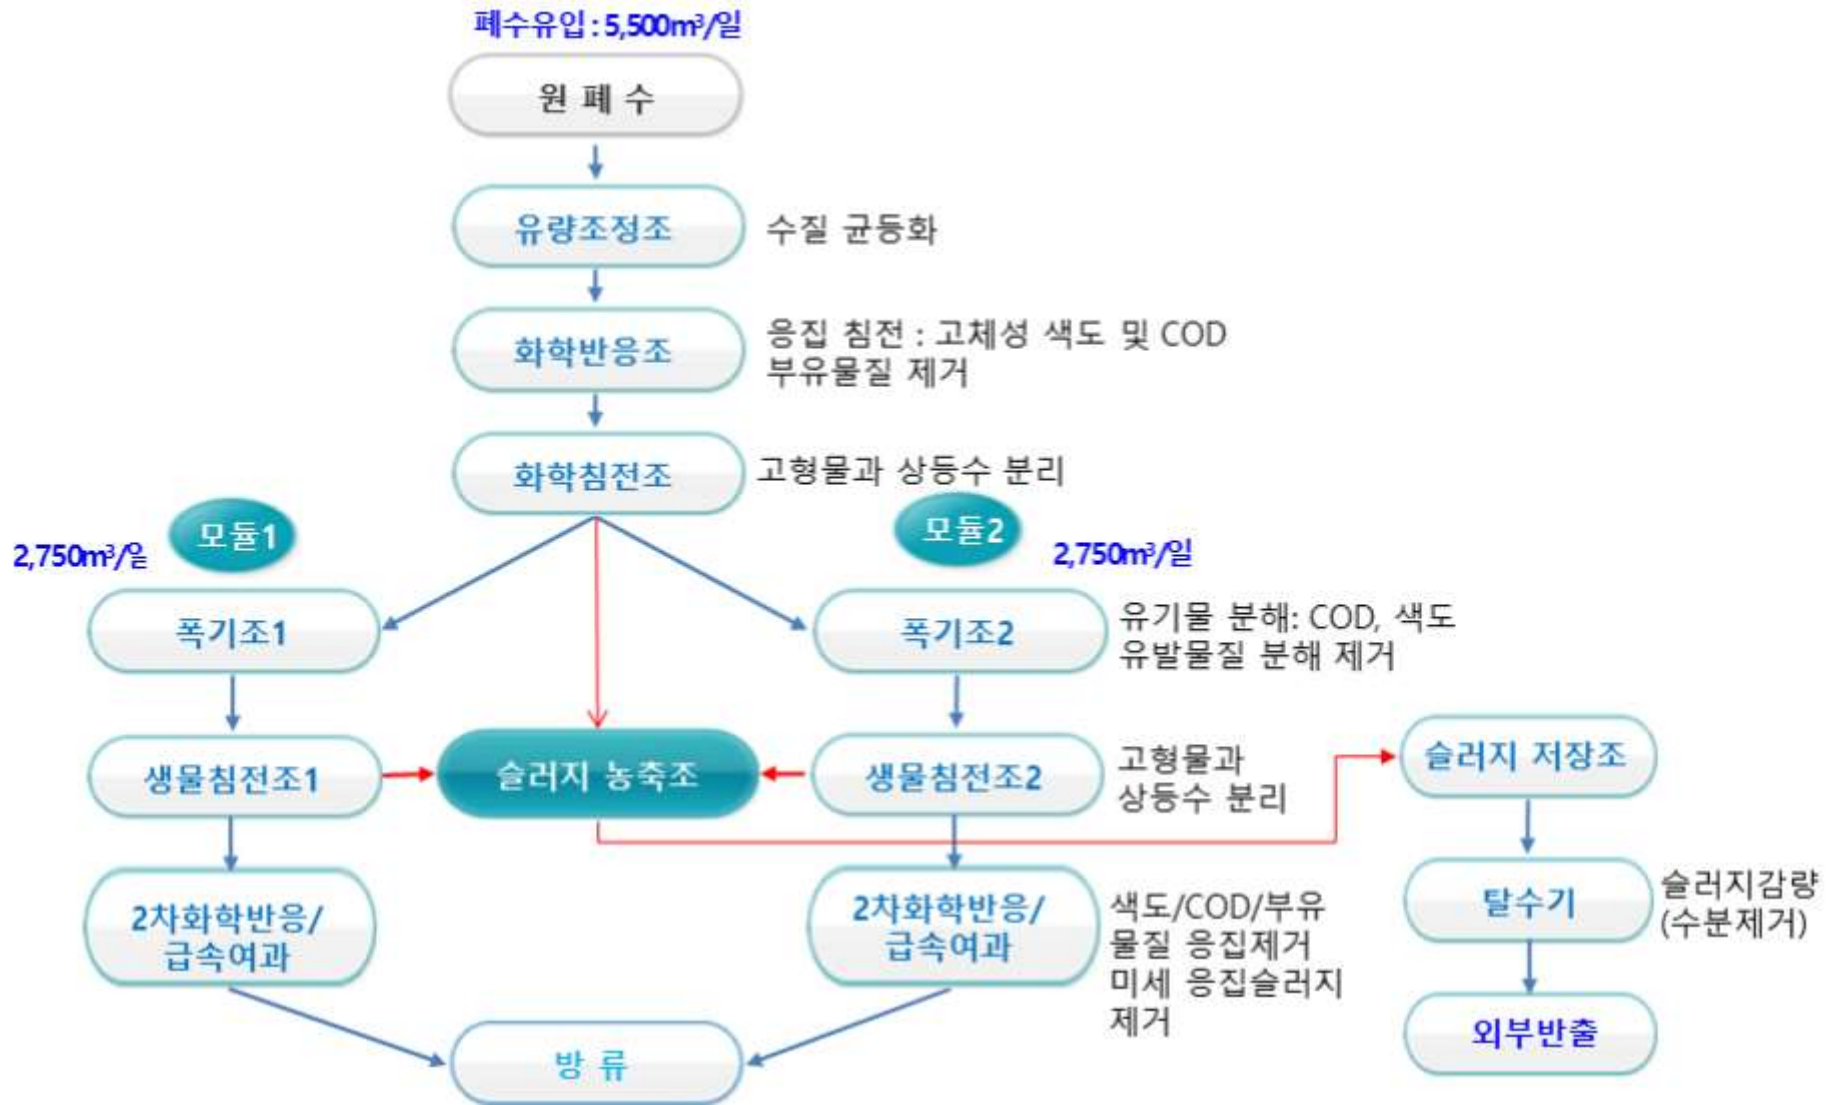 폐수유입 : 5,500m³/일
원 폐 수
유량조정조
수질 균등화
화학반응조
응집 침전 : 고체성 색도 및 COD
부유물질 제거
화학침전조
고형물과 상등수 분리
모듈1
2,750m³/일
모듈2
2,750m³/일
폭기조1
폭기조2
유기물 분해: COD, 색도
유발물질 분해 제거
생물침전조1
슬러지 농축조
생물침전조2
고형물과
상등수 분리
슬러지 저장조
2차화학반응/
급속여과
2차화학반응/
급속여과
색도/COD/부유
물질 응집제거
미세 응집슬러지
제거
탈수기
슬러지감량
(수분제거)
외부반출
방 류